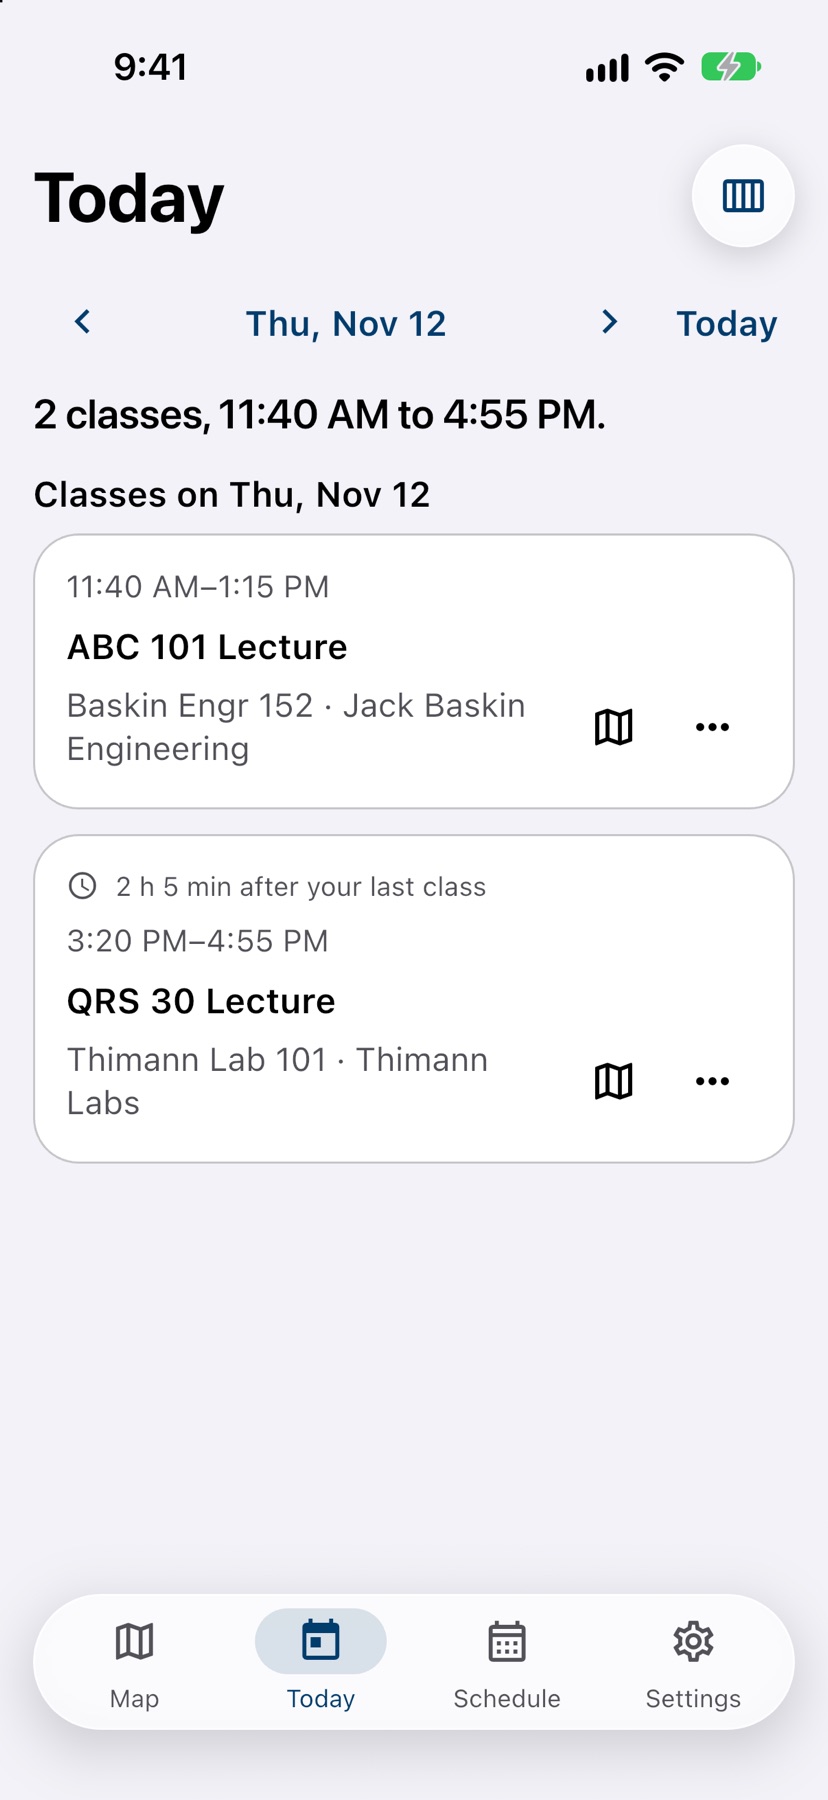 9:41
Today
Thu, Nov 12
Today
2 classes, 11:40 AM to 4:55 PM.
Classes on Thu, Nov 12
11:40 AM–1:15 PM
ABC 101 Lecture
Baskin Engr 152 · Jack Baskin
Engineering
2 h 5 min after your last class
3:20 PM–4:55 PM
QRS 30 Lecture
Thimann Lab 101 · Thimann
Labs
Map
Today
Schedule
Settings